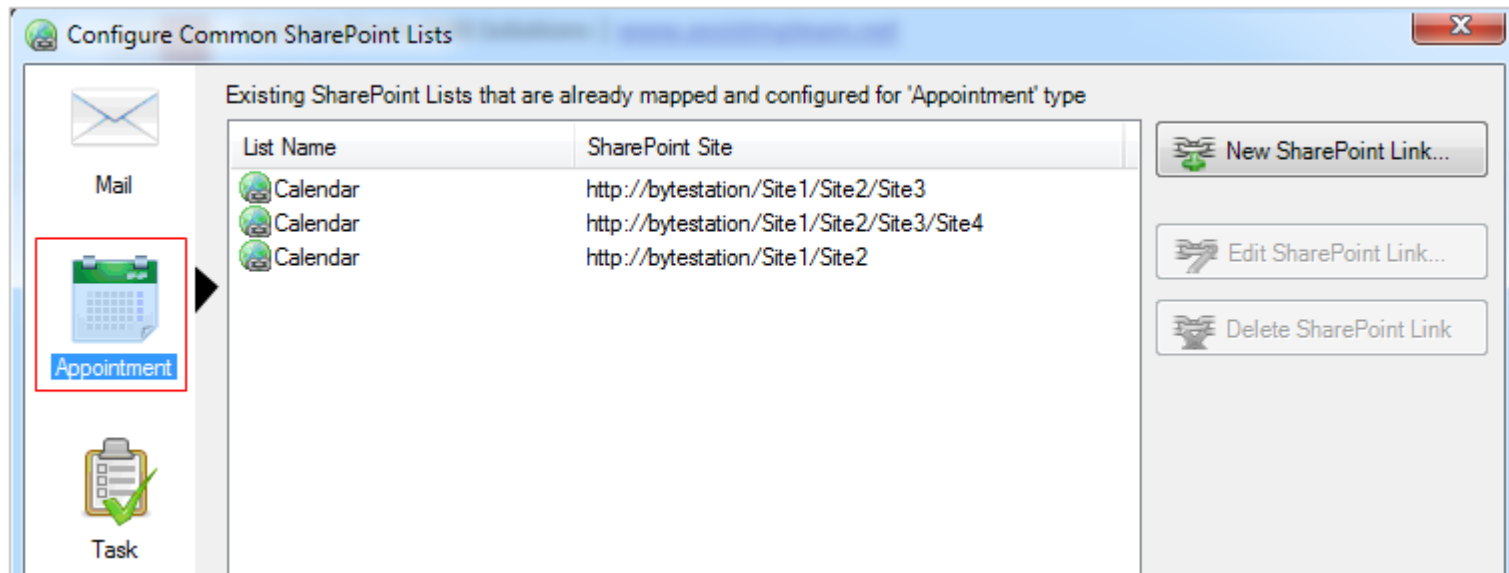 Configure Common SharePoint Lists
Existing SharePoint Lists that are already mapped and configured for 'Appointment' type
Mail
Appointment
Task
List Name SharePoint Site
Calendar http://bytestation/Site1/Site2/Site3
Calendar http://bytestation/Site1/Site2/Site3/Site4
Calendar http://bytestation/Site1/Site2
New SharePoint Link...
Edit SharePoint Link...
Delete SharePoint Link